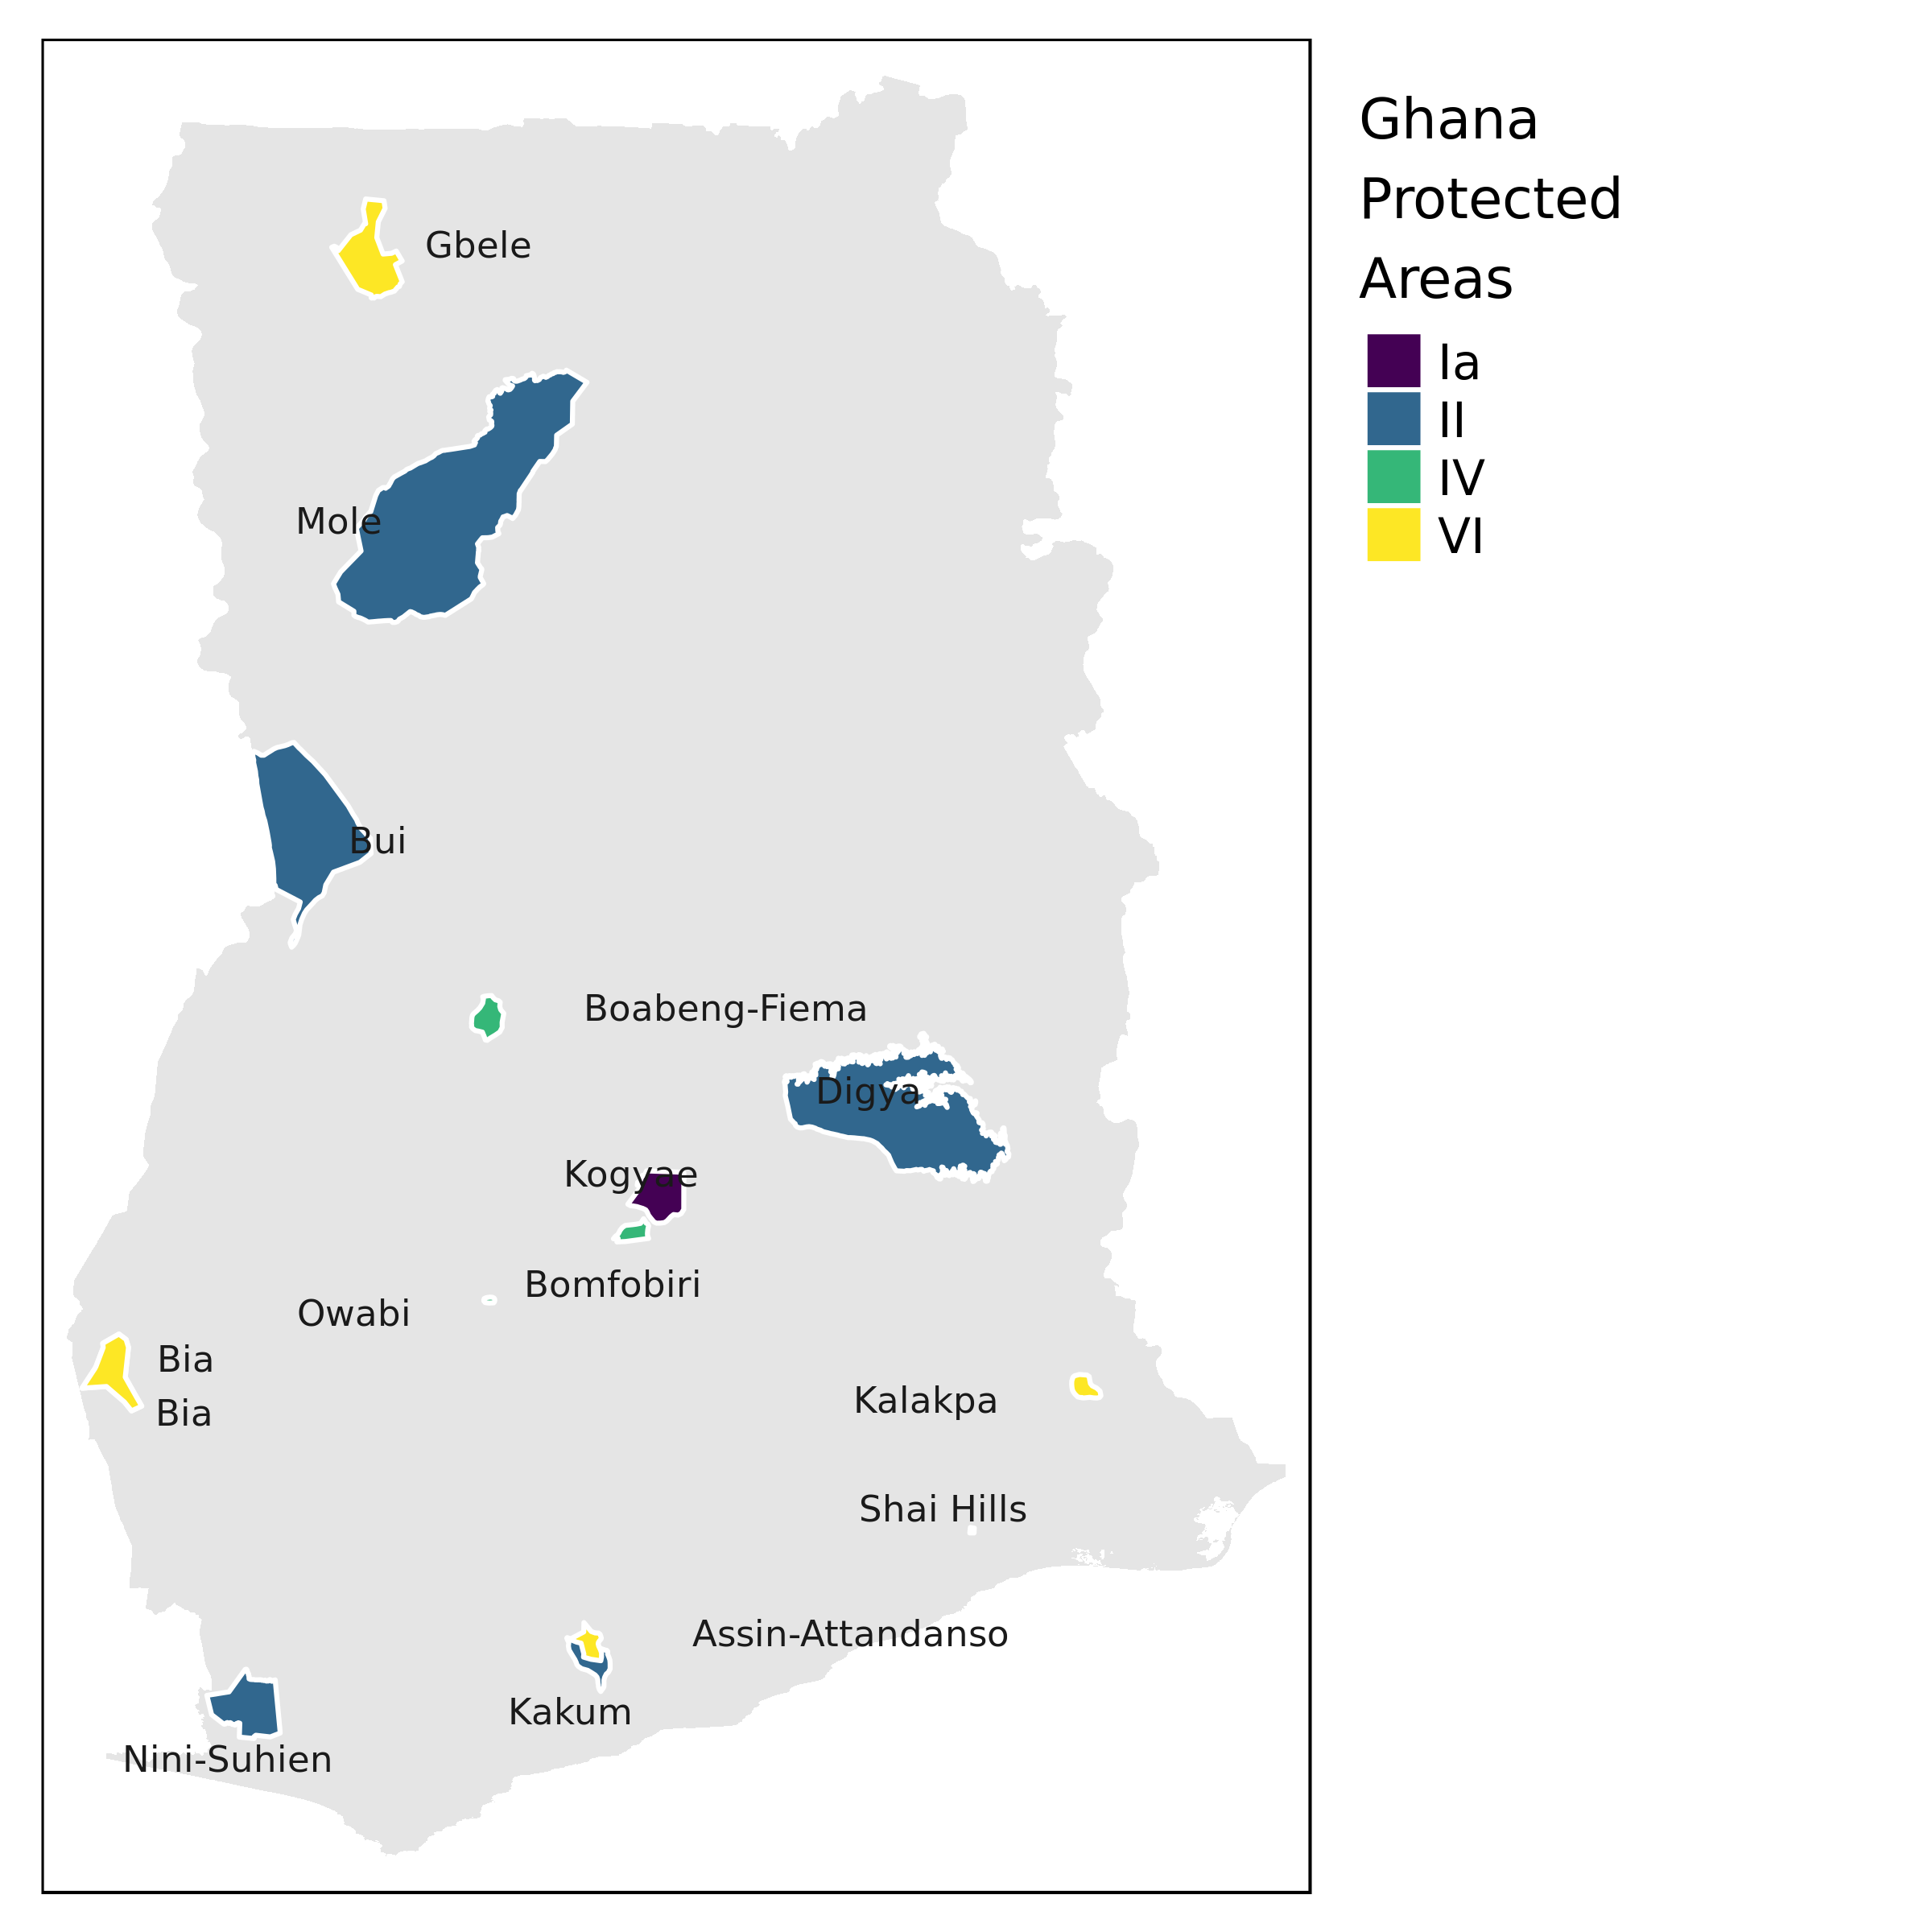 Ghana
Protected
Areas
Ia
II
IV
VI
Gbele
Mole
Bui
Boabeng-Fiema
Digya
Kogyae
Bomfobiri
Owabi
Bia
Bia
Kalakpa
Shai Hills
Assin-Attandanso
Kakum
Nini-Suhien